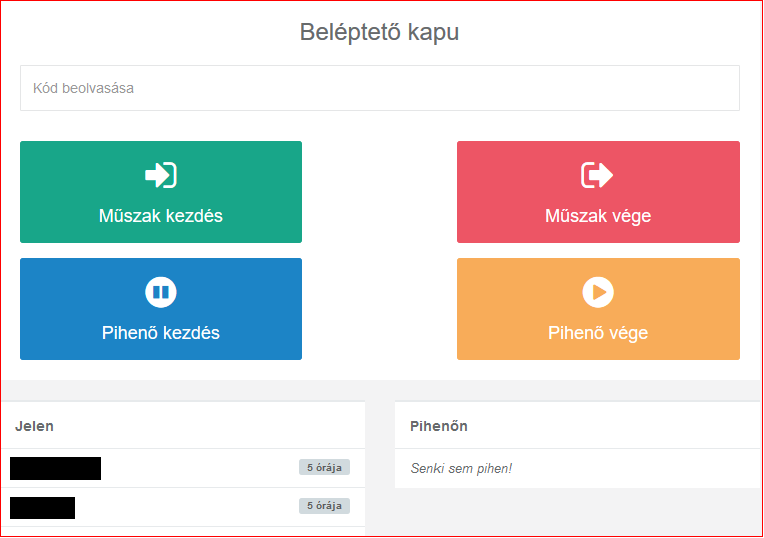 Beléptető kapu
Kód beolvasása
Műszak kezdés
Műszak vége
Pihenő kezdés
Pihenő vége
Jelen
5 órája
5 órája
Pihenőn
Senki sem pihen!